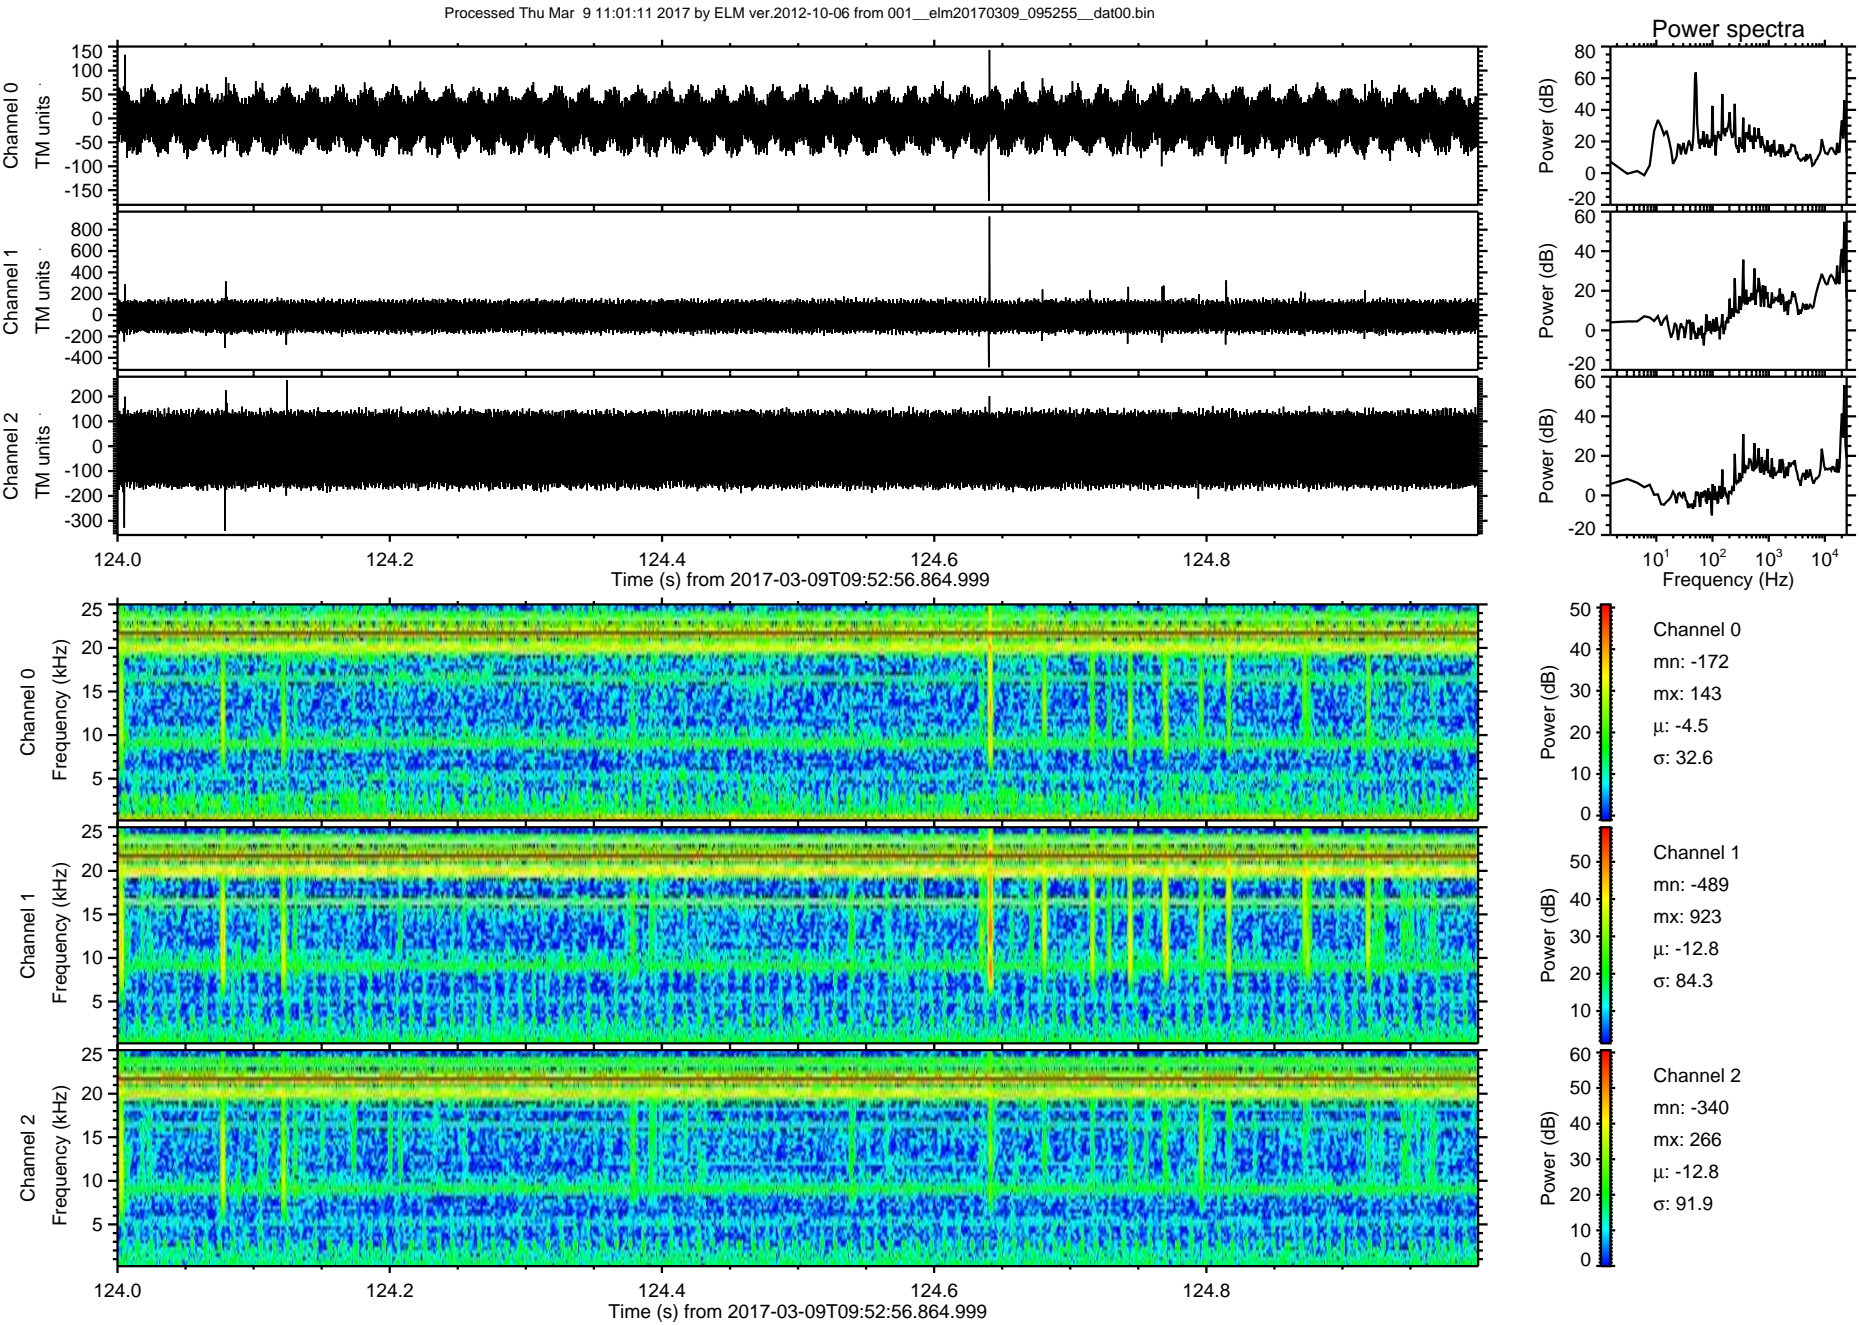 Processed Thu Mar  9 11:01:11 2017 by ELM ver.2012-10-06 from 001__elm20170309_095255__dat00.bin
Power spectra
Channel 0
TM units
150
100
50
0
-50
-100
-150
Power (dB)
80
60
40
20
0
-20
Channel 1
TM units
800
600
400
200
0
-200
-400
Power (dB)
60
40
20
0
-20
Channel 2
TM units
200
100
0
-100
-200
-300
Power (dB)
60
40
20
0
-20
124.0 124.2 124.4 124.6 124.8
Time (s) from 2017-03-09T09:52:56.864.999
10¹ 10² 10³ 10⁴
Frequency (Hz)
Channel 0
Frequency (kHz)
25
20
15
10
5
Power (dB)
50
40
30
20
10
0
Channel 0
mn: -172
mx: 143
μ: -4.5
σ: 32.6
Channel 1
Frequency (kHz)
25
20
15
10
5
Power (dB)
50
40
30
20
10
Channel 1
mn: -489
mx: 923
μ: -12.8
σ: 84.3
Channel 2
Frequency (kHz)
25
20
15
10
5
Power (dB)
60
50
40
30
20
10
0
Channel 2
mn: -340
mx: 266
μ: -12.8
σ: 91.9
124.0 124.2 124.4 124.6 124.8
Time (s) from 2017-03-09T09:52:56.864.999